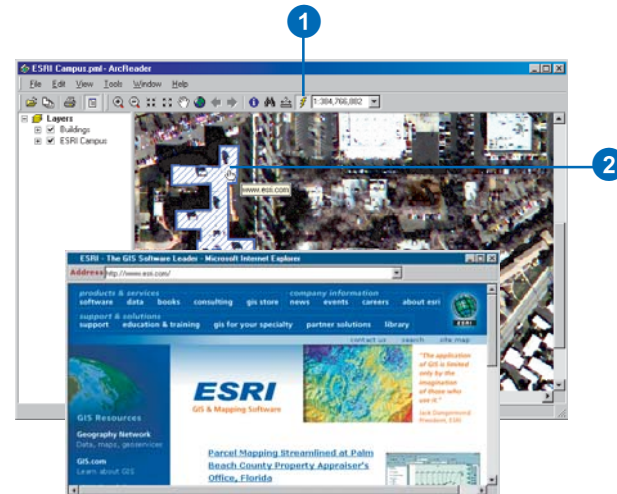 1
ESRI Campus.pml- ArcReader
File Edit View Tools Window Help
1:384,766,882
Layers
Buildings
ESRI Campus
2
www.esri.com
ESRI - The GIS Software Leader - Microsoft Internet Explorer
Address http://www.esri.com/
products & services company information
software data books consulting gis store news events careers about esri
support & solutions
support education & training gis for your specialty partner solutions library
ESRI
contact us search site map
"The application
of GIS is limited
only by the
imagination
of those who
use it."
Jack Dangermond
President, ESRI
ESRI
GIS & Mapping Software
GIS Resources
Geography Network
Data, maps, geoservices
GIS.com
Learn about GIS
Parcel Mapping Streamlined at Palm
Beach County Property Appraiser's
Office, Florida